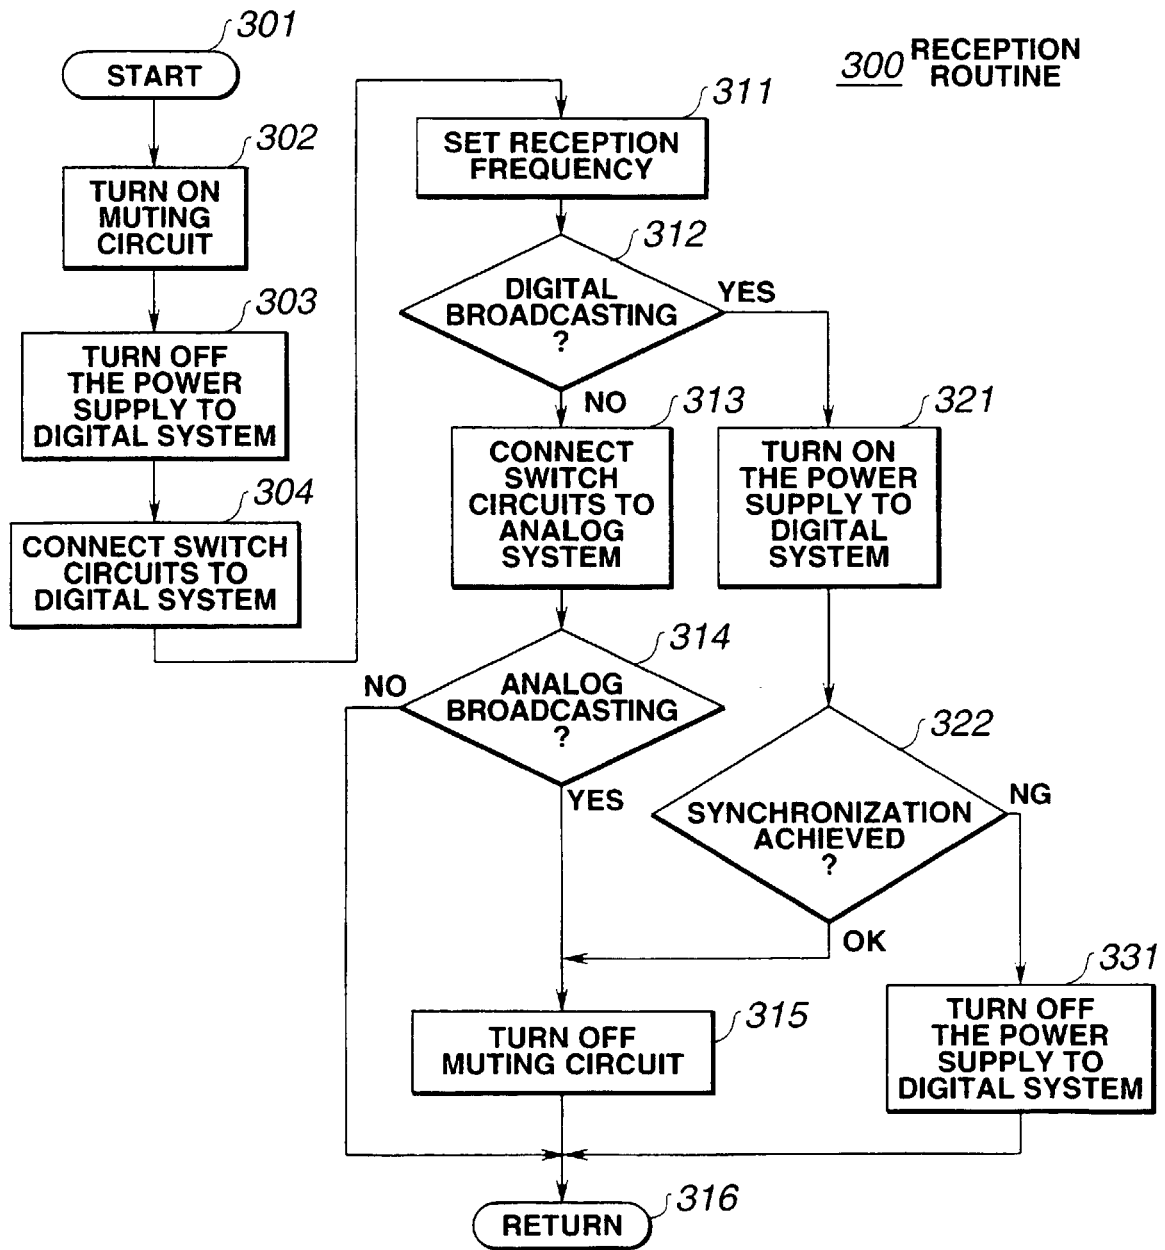 300 RECEPTION
ROUTINE
301
START
302
TURN ON
MUTING
CIRCUIT
303
TURN OFF
THE POWER
SUPPLY TO
DIGITAL SYSTEM
304
CONNECT SWITCH
CIRCUITS TO
DIGITAL SYSTEM
311
SET RECEPTION
FREQUENCY
312
DIGITAL
BROADCASTING
?
YES
NO
313
CONNECT
SWITCH
CIRCUITS TO
ANALOG
SYSTEM
321
TURN ON
THE POWER
SUPPLY TO
DIGITAL
SYSTEM
314
ANALOG
BROADCASTING
?
NO
YES
322
SYNCHRONIZATION
ACHIEVED
?
NG
OK
315
TURN OFF
MUTING CIRCUIT
331
TURN OFF
THE POWER
SUPPLY TO
DIGITAL SYSTEM
316
RETURN